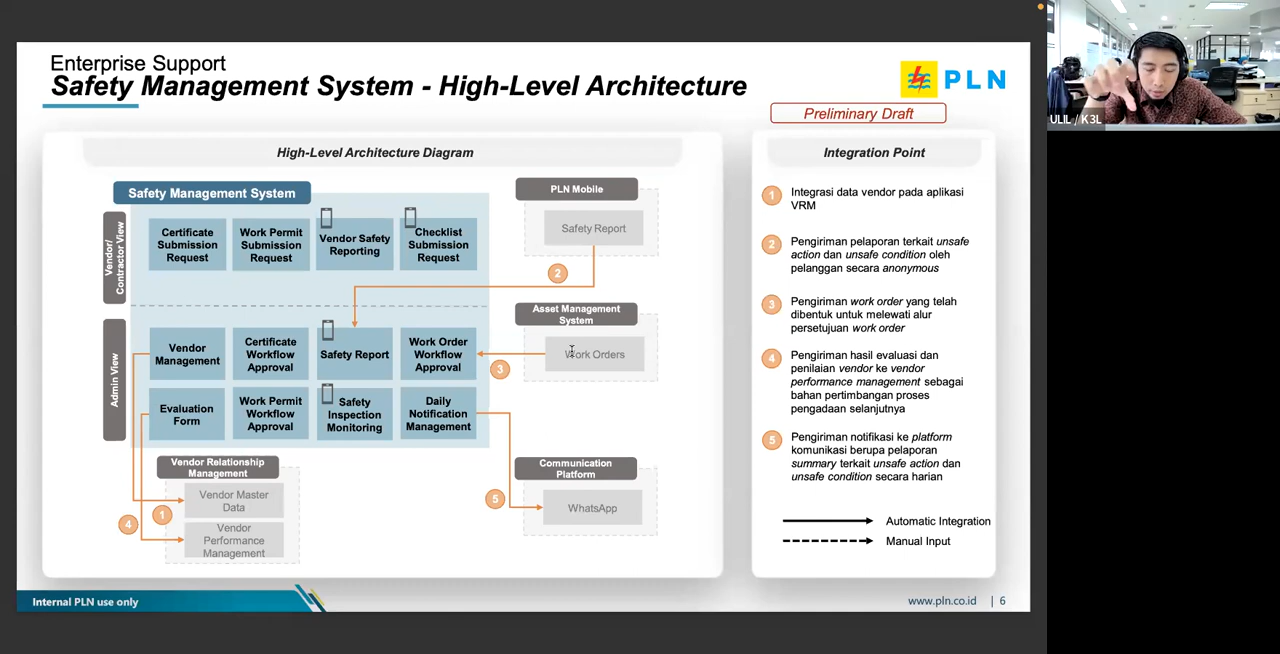 Enterprise Support
Safety Management System - High-Level Architecture
PLN
Preliminary Draft
High-Level Architecture Diagram
Safety Management System
Vendor/
Contractor View
Certificate
Submission
Request
Work Permit
Submission
Request
Vendor Safety
Reporting
Checklist
Submission
Request
Admin View
Vendor
Management
Certificate
Workflow
Approval
Safety Report
Work Order
Workflow
Approval
Evaluation
Form
Work Permit
Workflow
Approval
Safety
Inspection
Monitoring
Daily
Notification
Management
PLN Mobile
Safety Report
2
Asset Management
System
Work Orders
3
Vendor Relationship
Management
Vendor Master
Data
Vendor
Performance
Management
1
4
Communication
Platform
WhatsApp
5
Integration Point
1
Integrasi data vendor pada aplikasi
VRM
2
Pengiriman pelaporan terkait unsafe
action dan unsafe condition oleh
pelanggan secara anonymous
3
Pengiriman work order yang telah
dibentuk untuk melewati alur
persetujuan work order
4
Pengiriman hasil evaluasi dan
penilaian vendor ke vendor
performance management sebagai
bahan pertimbangan proses
pengadaan selanjutnya
5
Pengiriman notifikasi ke platform
komunikasi berupa pelaporan
summary terkait unsafe action dan
unsafe condition secara harian
Automatic Integration
Manual Input
Internal PLN use only
www.pln.co.id | 6
ULIL / K3L